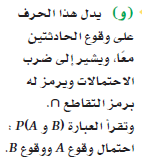 (و) يدل هذا الحرف
على وقوع الحادثتين
معًا، ويشير إلى ضرب
الاحتمالات ويرمز له
برمز التقاطع ∩.
وتقرأ العبارة P(A و B) :
احتمال وقوع A ووقوع B.